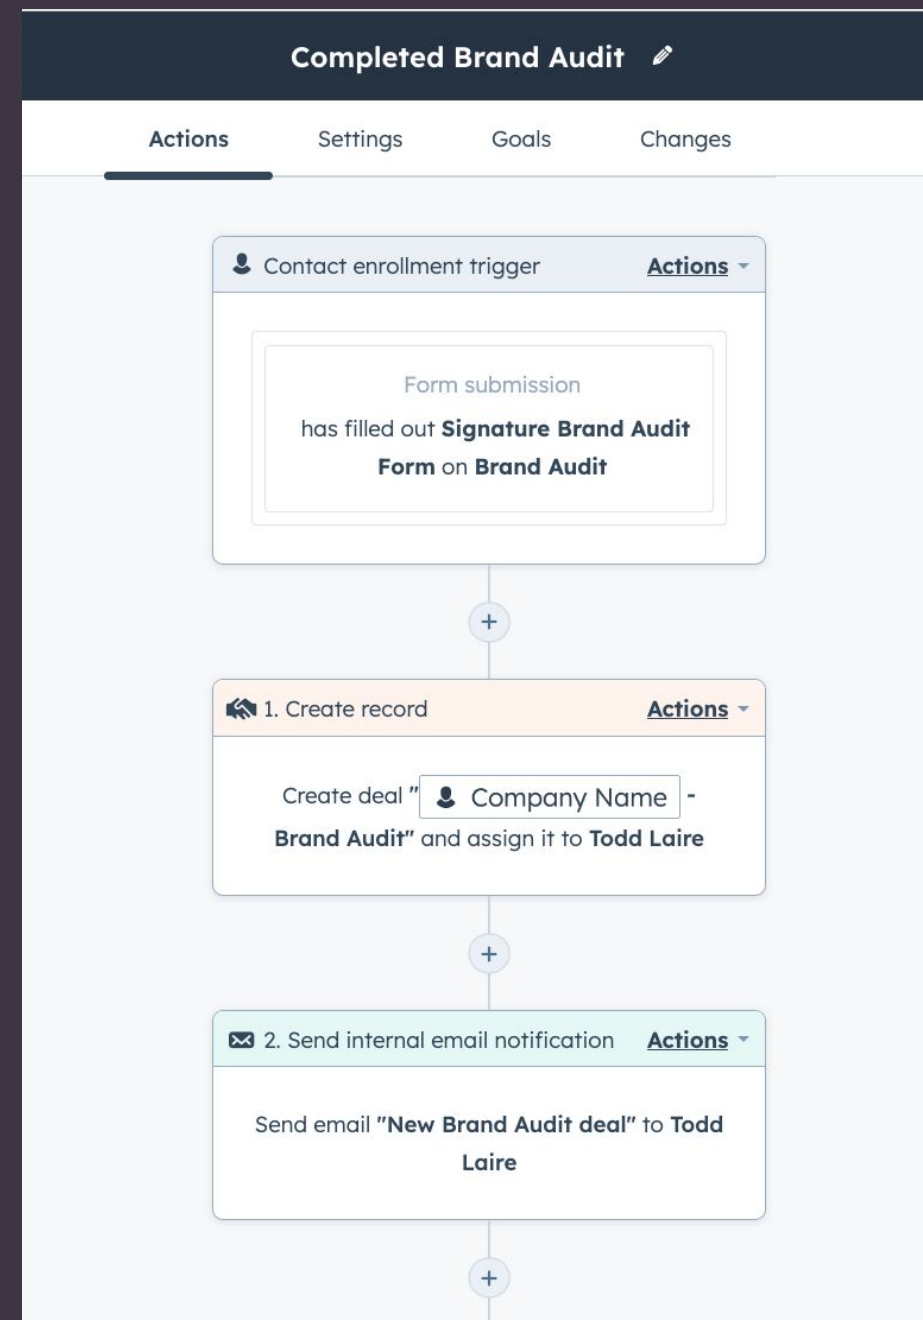 Completed Brand Audit
Actions Settings Goals Changes
Contact enrollment trigger Actions
Form submission
has filled out Signature Brand Audit
Form on Brand Audit
+
1. Create record Actions
Create deal " Company Name -
Brand Audit" and assign it to Todd Laire
+
2. Send internal email notification Actions
Send email "New Brand Audit deal" to Todd
Laire
+